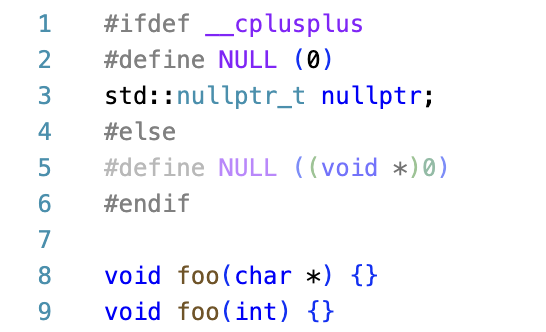 1 #ifdef __cplusplus
2 #define NULL (0)
3 std::nullptr_t nullptr;
4 #else
5 #define NULL ((void *)0)
6 #endif
7
8 void foo(char *) {}
9 void foo(int) {}